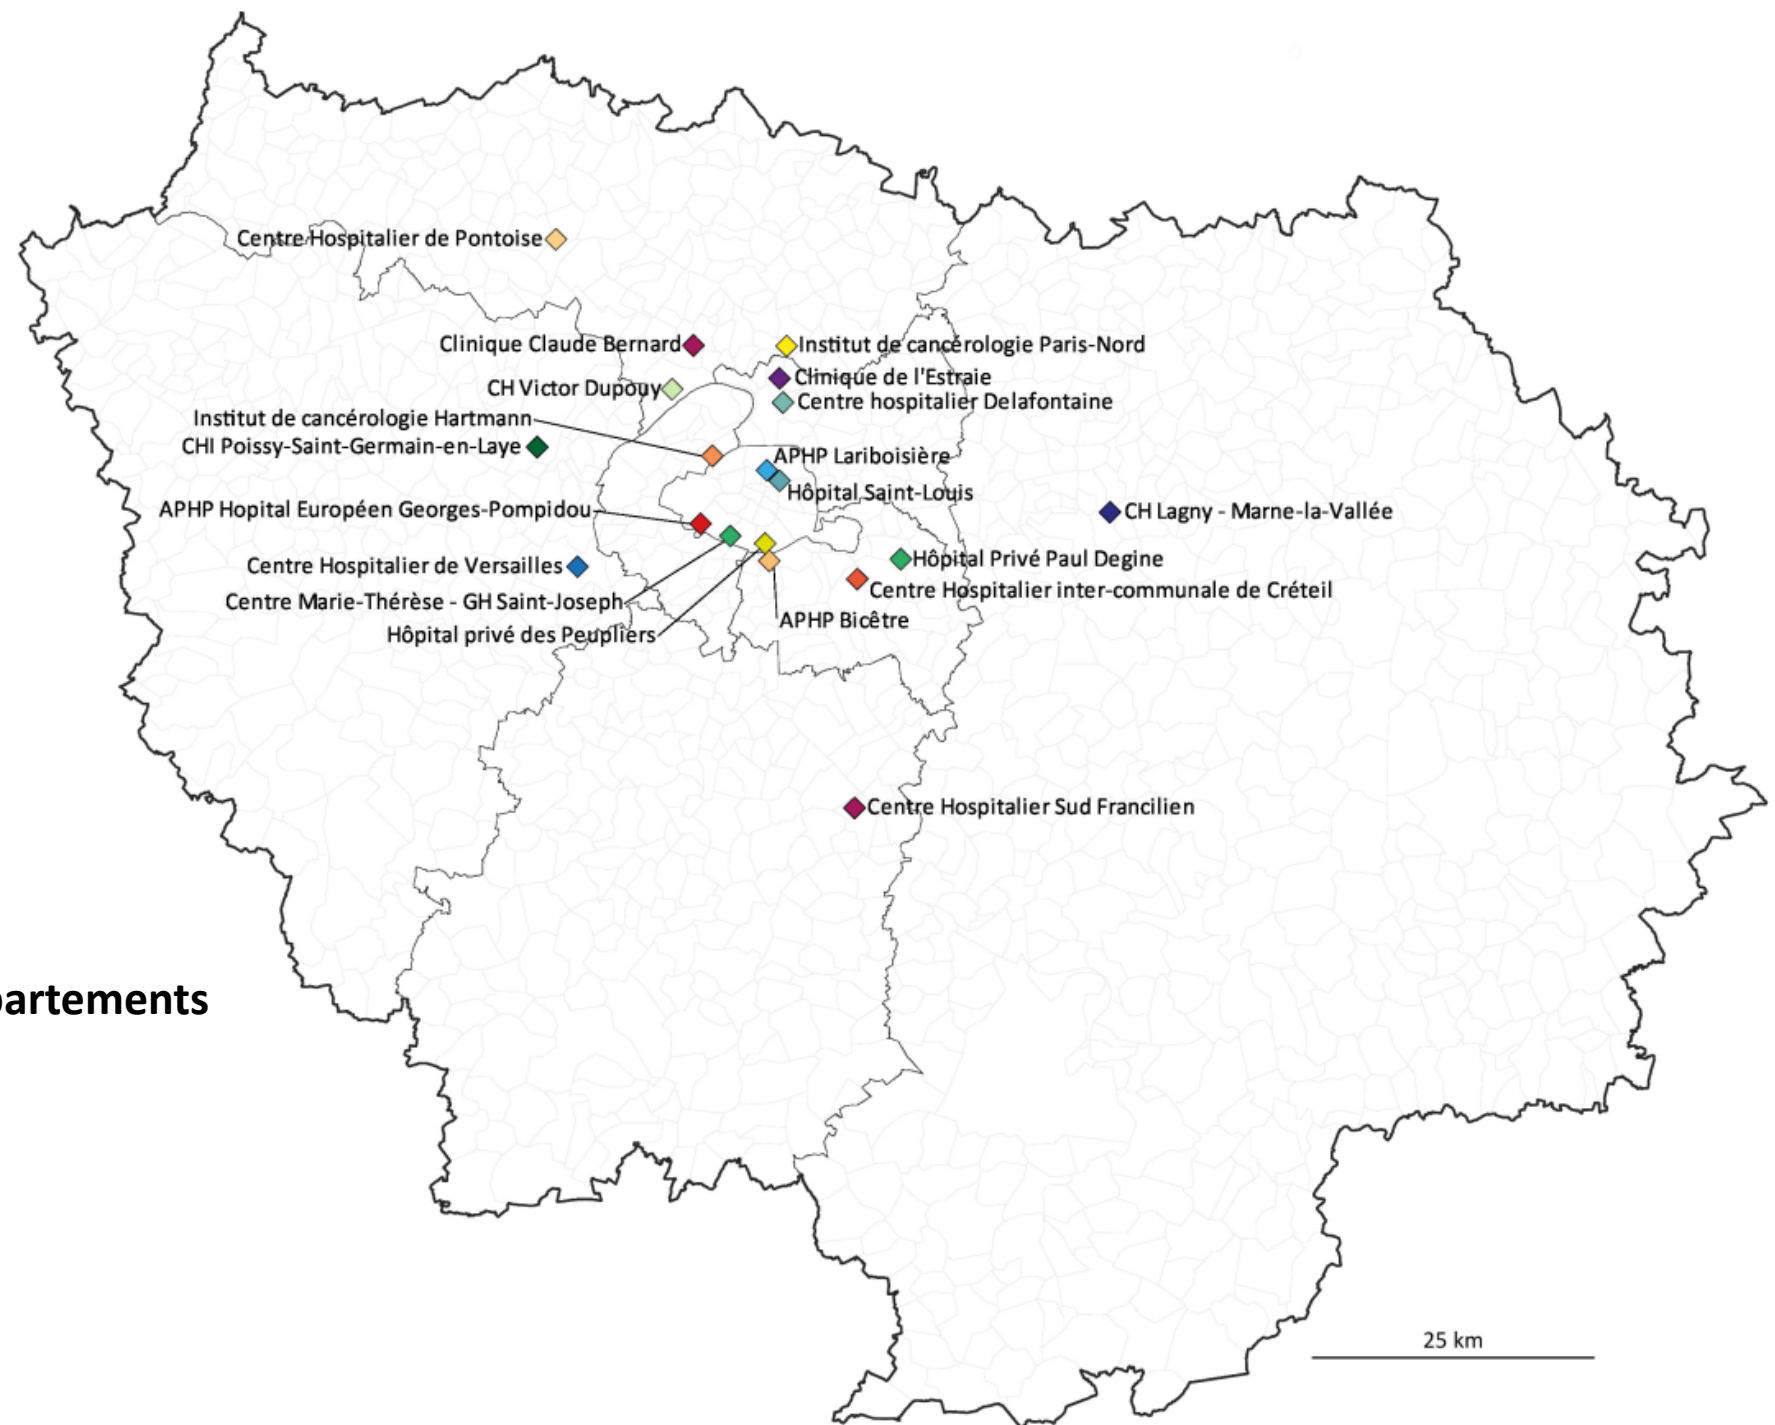 Centre Hospitalier de Pontoise
Clinique Claude Bernard
Institut de cancérologie Paris-Nord
Clinique de l'Estraie
CH Victor Dupouy
Centre hospitalier Delafontaine
Institut de cancérologie Hartmann
CHI Poissy-Saint-Germain-en-Laye
APHP Lariboisière
Hôpital Saint-Louis
APHP Hopital Européen Georges-Pompidou
CH Lagny - Marne-la-Vallée
Hôpital Privé Paul Degine
Centre Hospitalier de Versailles
Centre Hospitalier inter-communale de Créteil
Centre Marie-Thérèse - GH Saint-Joseph
APHP Bicêtre
Hôpital privé des Peupliers
Centre Hospitalier Sud Francilien
partements
25 km